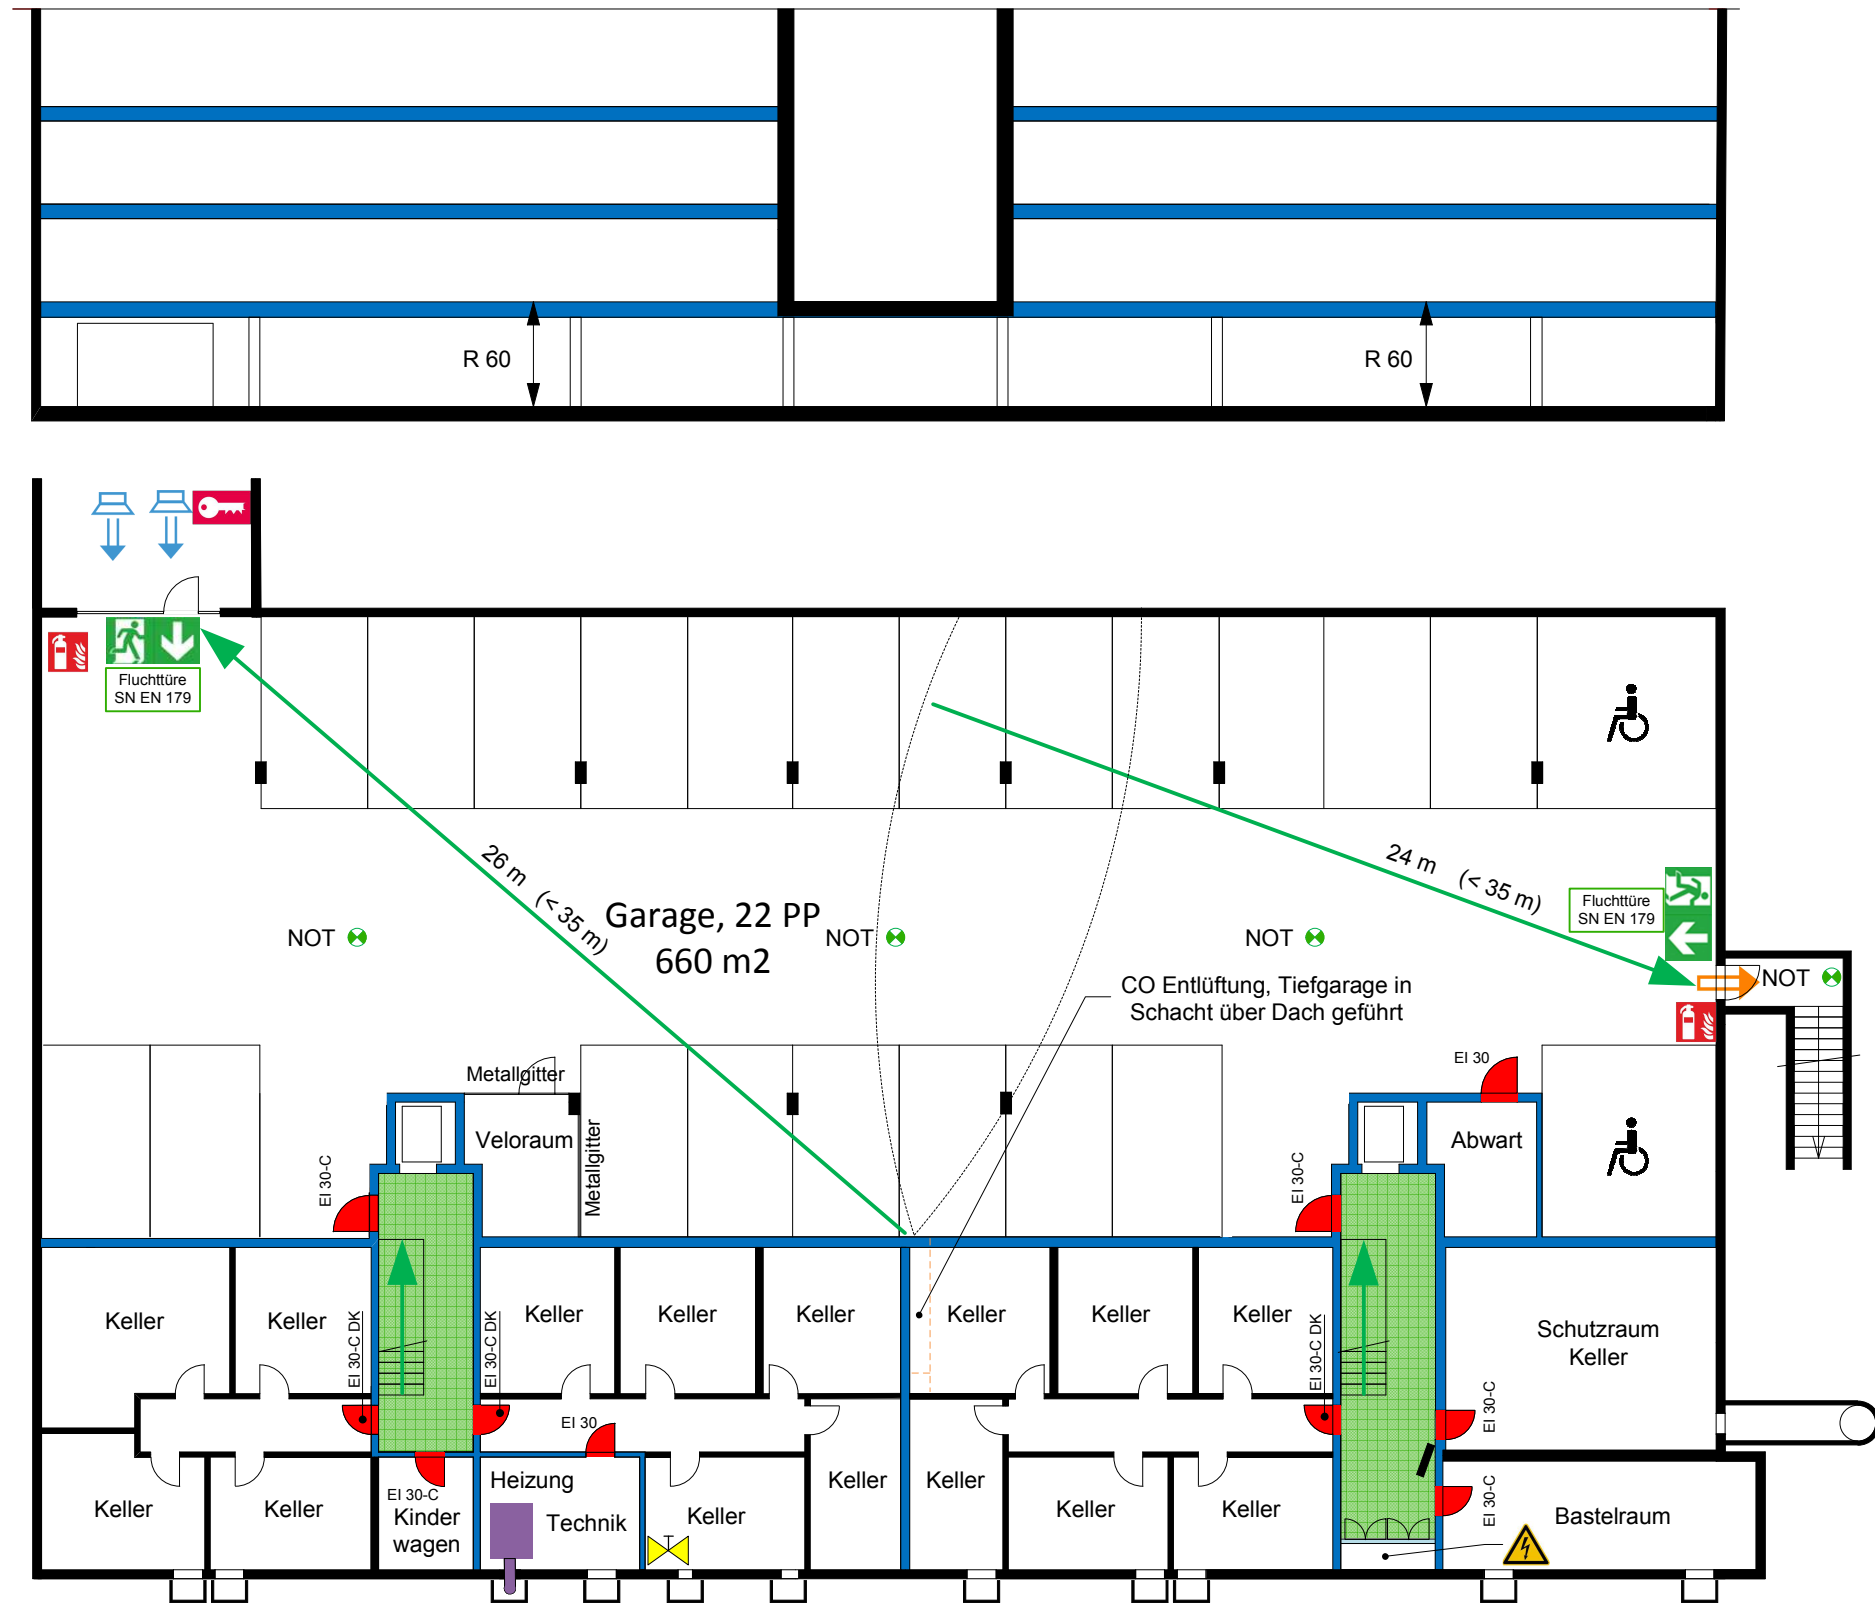 R 60
R 60
Fluchttüre
SN EN 179
26 m (< 35 m)
24 m (< 35 m)
Garage, 22 PP
660 m2
NOT
NOT
NOT
Fluchttüre
SN EN 179
NOT
CO Entlüftung, Tiefgarage in
Schacht über Dach geführt
Metallgitter
EI 30
Veloraum
Metallgitter
Abwart
EI 30-C
EI 30-C
Keller
Keller
Keller
Keller
Keller
Keller
Keller
Keller
Schutzraum
Keller
EI 30-C DK
EI 30-C DK
EI 30-C DK
EI 30-C
EI 30
Heizung
Keller
Keller
EI 30-C
Kinder
wagen
Technik
Keller
Keller
Keller
Keller
Keller
EI 30-C
Bastelraum